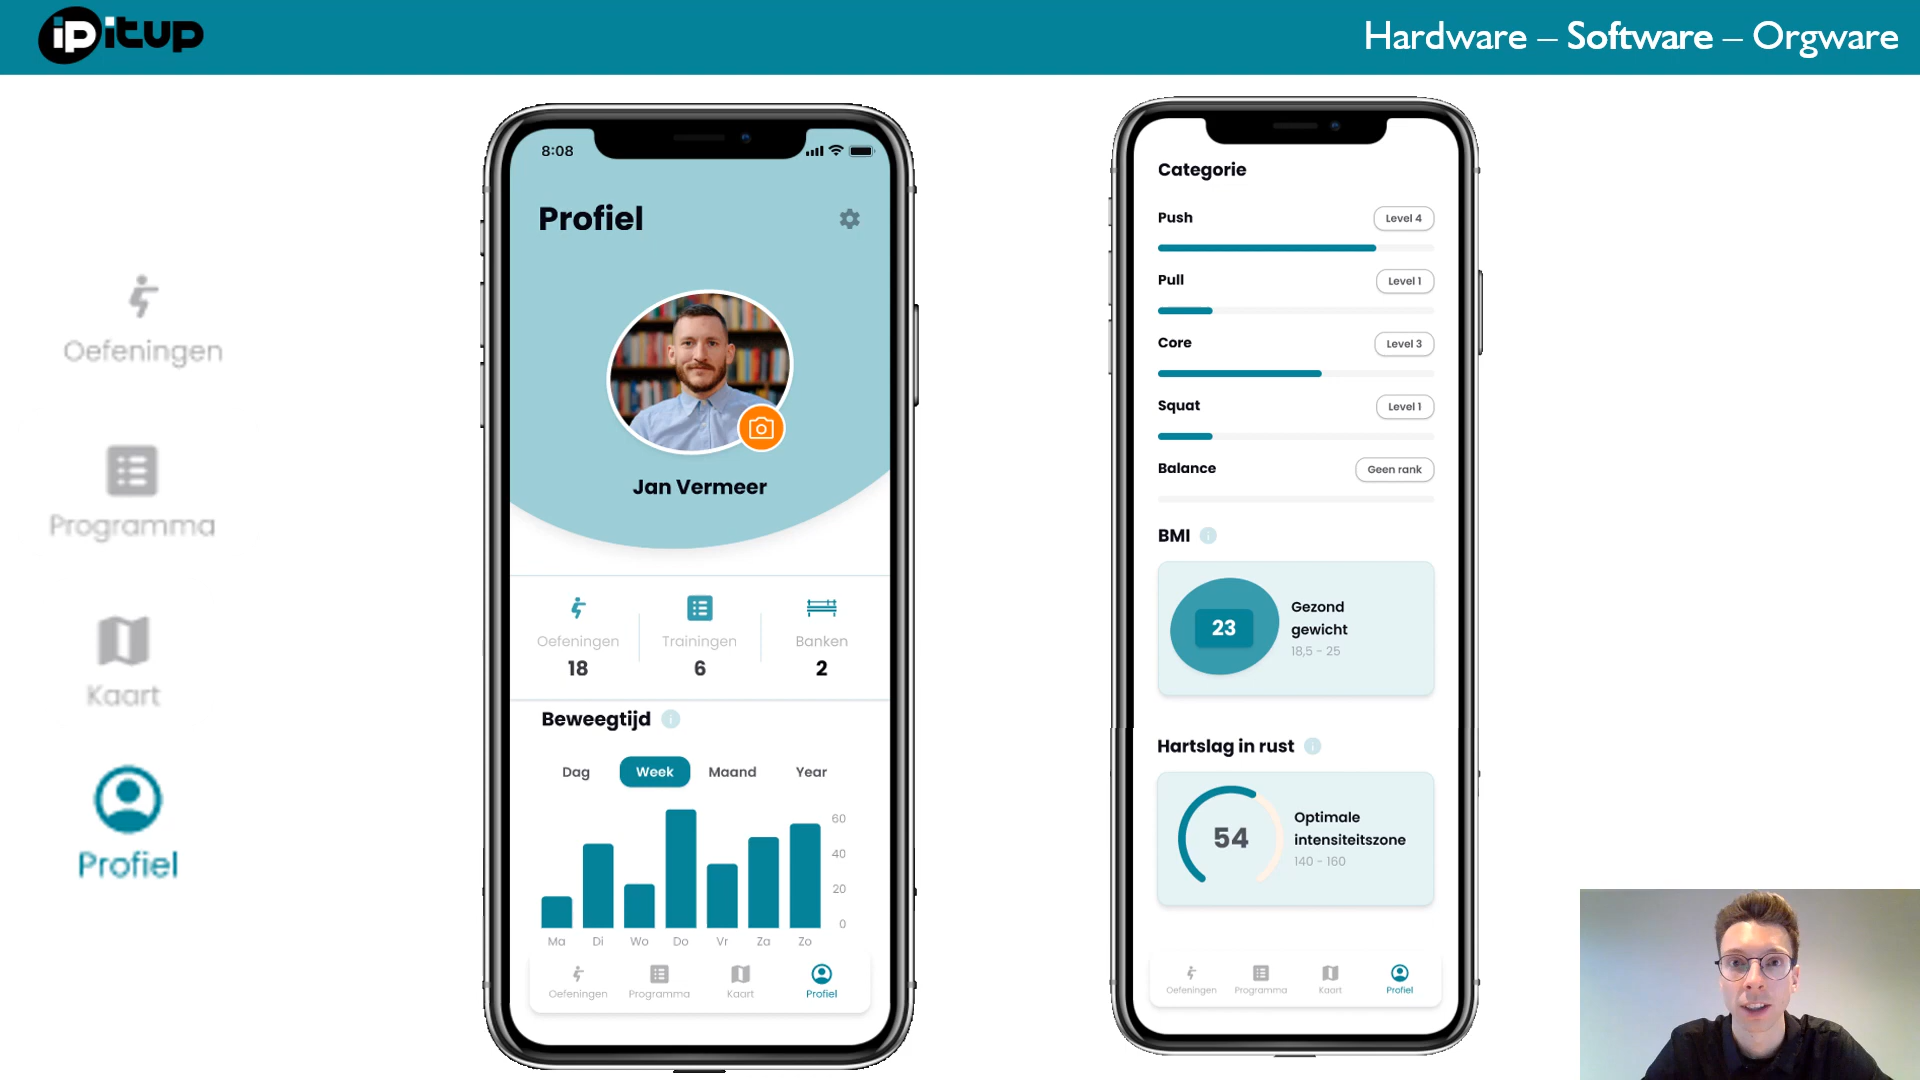 ipitup
Hardware – Software – Orgware
Oefeningen
Programma
Kaart
Profiel
8:08
Profiel
Jan Vermeer
Oefeningen
18
Trainingen
6
Banken
2
Beweegtijd
Dag Week Maand Year
60
40
20
0
Ma Di Wo Do Vr Za Zo
Oefeningen Programma Kaart Profiel
Categorie
Push Level 4
Pull Level 1
Core Level 3
Squat Level 1
Balance Geen rank
BMI
23
Gezond
gewicht
18,5 - 25
Hartslag in rust
54
Optimale
intensiteitszone
140 - 160
Oefeningen Programma Kaart Profiel